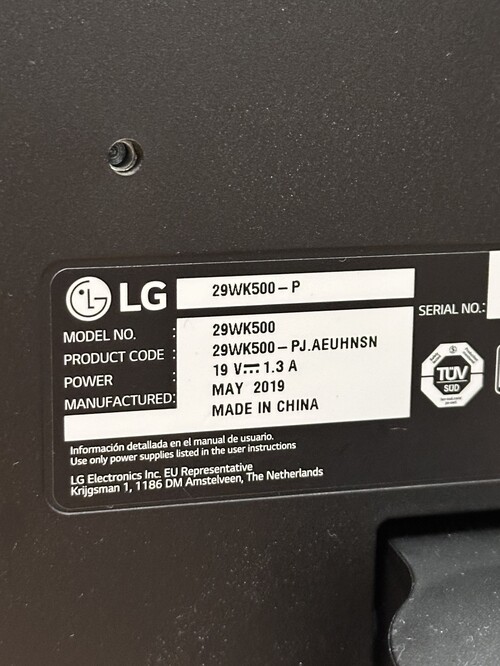 LG 29WK500-P
MODEL NO. : 29WK500
PRODUCT CODE : 29WK500-PJ.AEUHNSN
POWER : 19 V⎓ 1.3 A
MANUFACTURED: MAY 2019
MADE IN CHINA
SERIAL NO.:
TÜV
SÜD
Información detallada en el manual de usuario.
Use only power supplies listed in the user instructions
LG Electronics Inc. EU Representative
Krijgsman 1, 1186 DM Amstelveen, The Netherlands